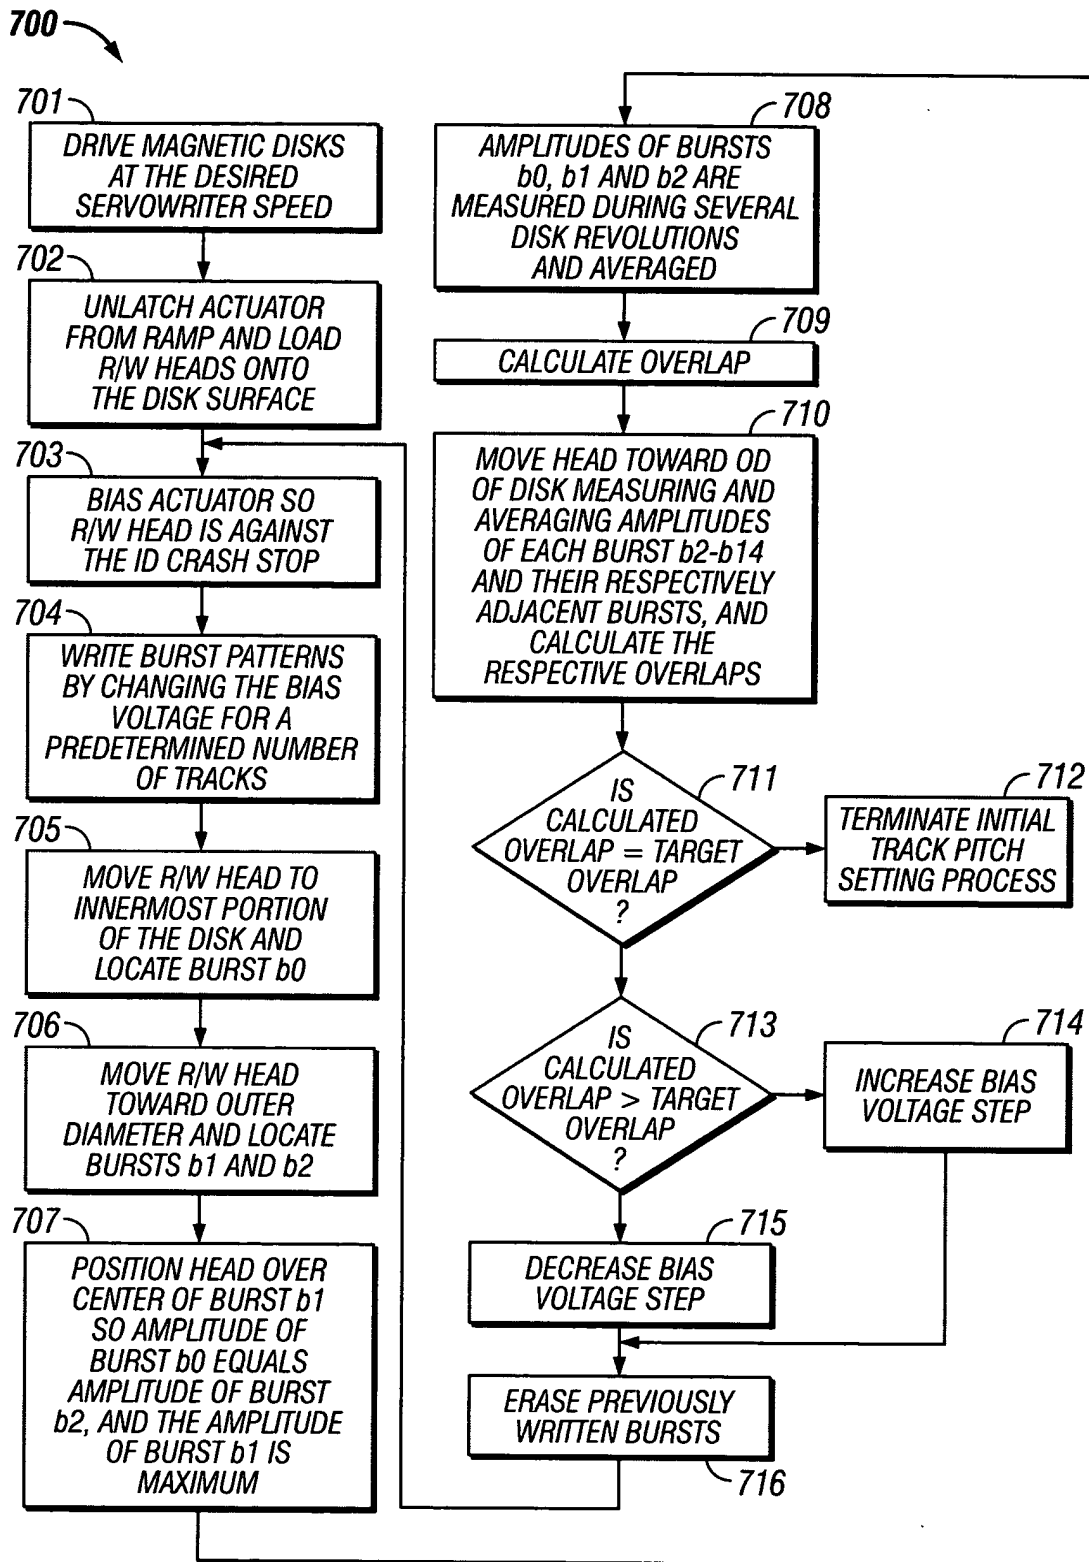 700
701
DRIVE MAGNETIC DISKS
AT THE DESIRED
SERVOWRITER SPEED
702
UNLATCH ACTUATOR
FROM RAMP AND LOAD
R/W HEADS ONTO
THE DISK SURFACE
703
BIAS ACTUATOR SO
R/W HEAD IS AGAINST
THE ID CRASH STOP
704
WRITE BURST PATTERNS
BY CHANGING THE BIAS
VOLTAGE FOR A
PREDETERMINED NUMBER
OF TRACKS
705
MOVE R/W HEAD TO
INNERMOST PORTION
OF THE DISK AND
LOCATE BURST b0
706
MOVE R/W HEAD
TOWARD OUTER
DIAMETER AND LOCATE
BURSTS b1 AND b2
707
POSITION HEAD OVER
CENTER OF BURST b1
SO AMPLITUDE OF
BURST b0 EQUALS
AMPLITUDE OF BURST
b2, AND THE AMPLITUDE
OF BURST b1 IS
MAXIMUM
708
AMPLITUDES OF BURSTS
b0, b1 AND b2 ARE
MEASURED DURING SEVERAL
DISK REVOLUTIONS
AND AVERAGED
709
CALCULATE OVERLAP
710
MOVE HEAD TOWARD OD
OF DISK MEASURING AND
AVERAGING AMPLITUDES
OF EACH BURST b2-b14
AND THEIR RESPECTIVELY
ADJACENT BURSTS, AND
CALCULATE THE
RESPECTIVE OVERLAPS
711
IS
CALCULATED
OVERLAP = TARGET
OVERLAP
?
712
TERMINATE INITIAL
TRACK PITCH
SETTING PROCESS
713
IS
CALCULATED
OVERLAP > TARGET
OVERLAP
?
714
INCREASE BIAS
VOLTAGE STEP
715
DECREASE BIAS
VOLTAGE STEP
ERASE PREVIOUSLY
WRITTEN BURSTS
716